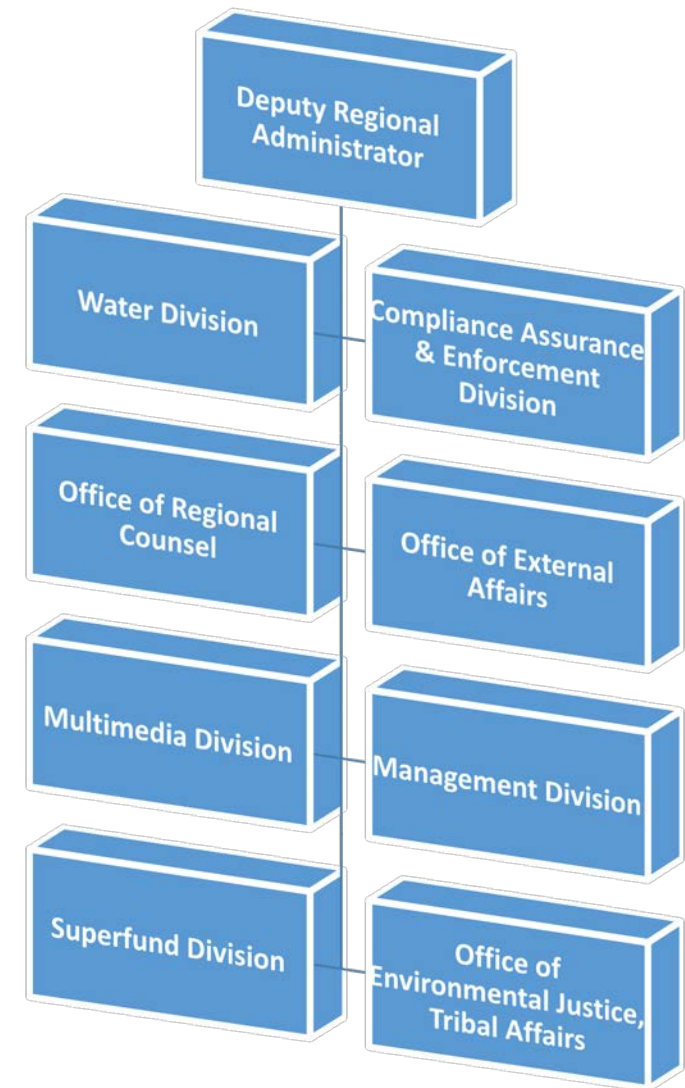 Deputy Regional
Administrator
Water Division
Compliance Assurance
& Enforcement
Division
Office of Regional
Counsel
Office of External
Affairs
Multimedia Division
Management Division
Superfund Division
Office of
Environmental Justice,
Tribal Affairs